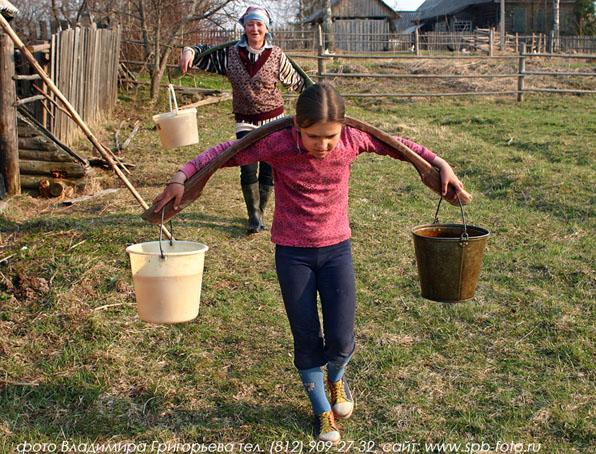 фото Владимира Григорьева тел. (812) 909 27 32, сайт: www.spb-foto.ru